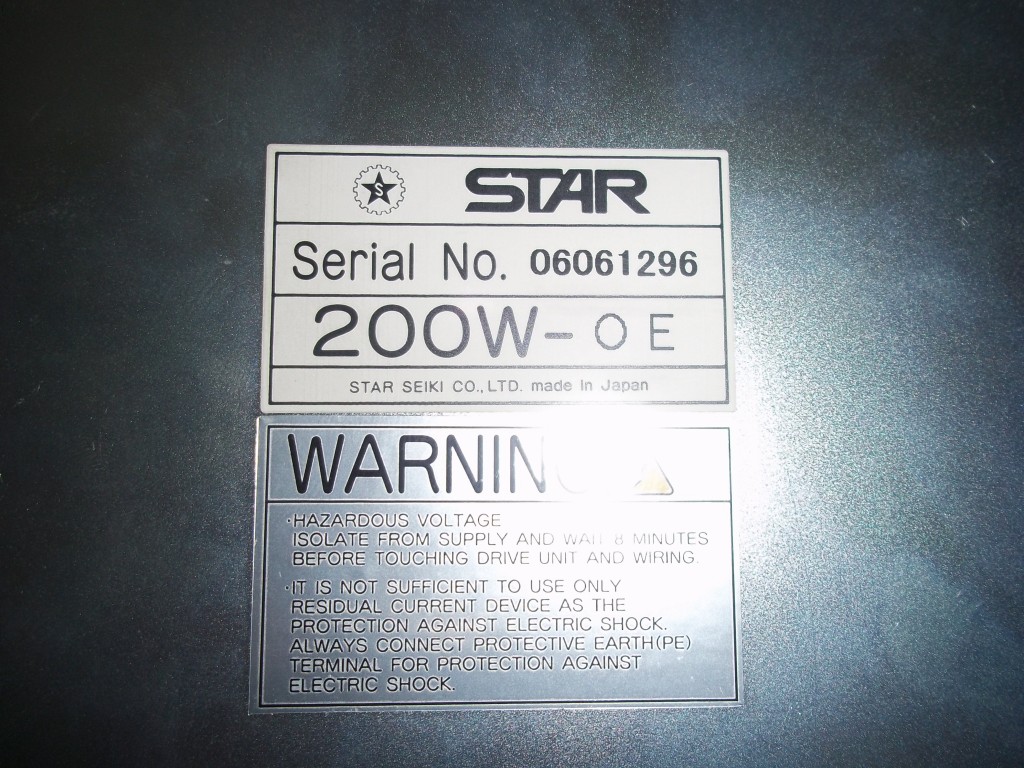 S
STAR
Serial No. 06061296
200W-OE
STAR SEIKI CO.,LTD. made in Japan
WARNIN
·HAZARDOUS VOLTAGE
ISOLATE FROM SUPPLY AND WAIT 8 MINUTES
BEFORE TOUCHING DRIVE UNIT AND WIRING.
·IT IS NOT SUFFICIENT TO USE ONLY
RESIDUAL CURRENT DEVICE AS THE
PROTECTION AGAINST ELECTRIC SHOCK.
ALWAYS CONNECT PROTECTIVE EARTH(PE)
TERMINAL FOR PROTECTION AGAINST
ELECTRIC SHOCK.